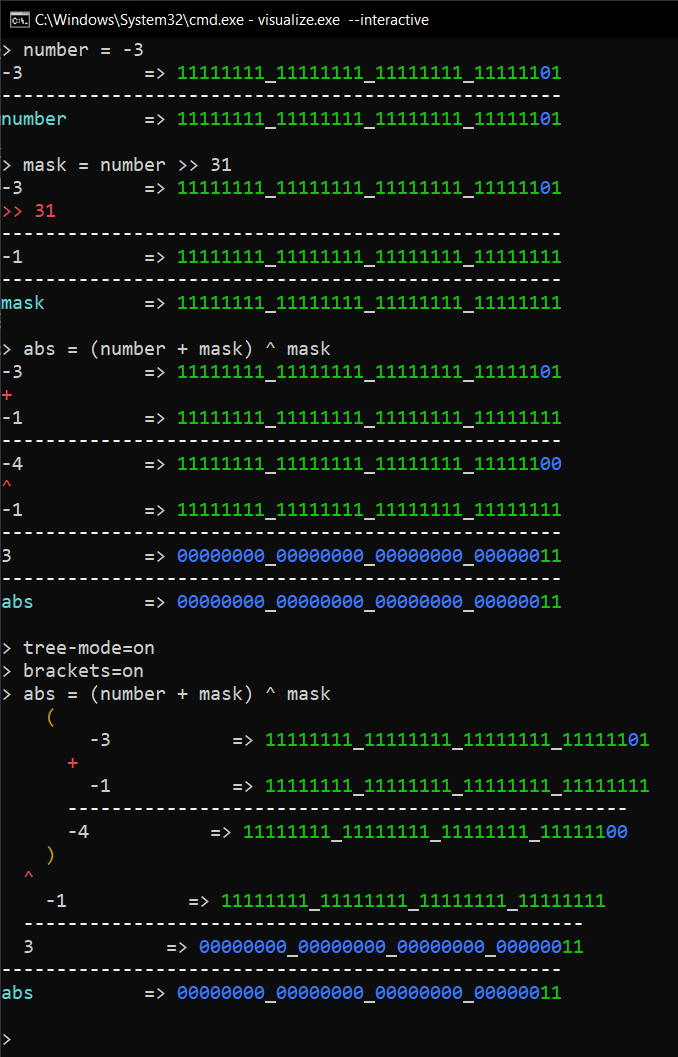 C:\Windows\System32\cmd.exe - visualize.exe --interactive
> number = -3
-3           => 11111111_11111111_11111111_11111101
---------------------------------------------------
number       => 11111111_11111111_11111111_11111101
> mask = number >> 31
-3           => 11111111_11111111_11111111_11111101
>> 31
---------------------------------------------------
-1           => 11111111_11111111_11111111_11111111
---------------------------------------------------
mask         => 11111111_11111111_11111111_11111111
> abs = (number + mask) ^ mask
-3           => 11111111_11111111_11111111_11111101
+
-1           => 11111111_11111111_11111111_11111111
---------------------------------------------------
-4           => 11111111_11111111_11111111_11111100
^
-1           => 11111111_11111111_11111111_11111111
---------------------------------------------------
3            => 00000000_00000000_00000000_00000011
---------------------------------------------------
abs          => 00000000_00000000_00000000_00000011
> tree-mode=on
> brackets=on
> abs = (number + mask) ^ mask
    (
        -3           => 11111111_11111111_11111111_11111101
      +
        -1           => 11111111_11111111_11111111_11111111
      ---------------------------------------------------
      -4           => 11111111_11111111_11111111_11111100
    )
  ^
    -1           => 11111111_11111111_11111111_11111111
  ---------------------------------------------------
  3            => 00000000_00000000_00000000_00000011
---------------------------------------------------
abs          => 00000000_00000000_00000000_00000011
>